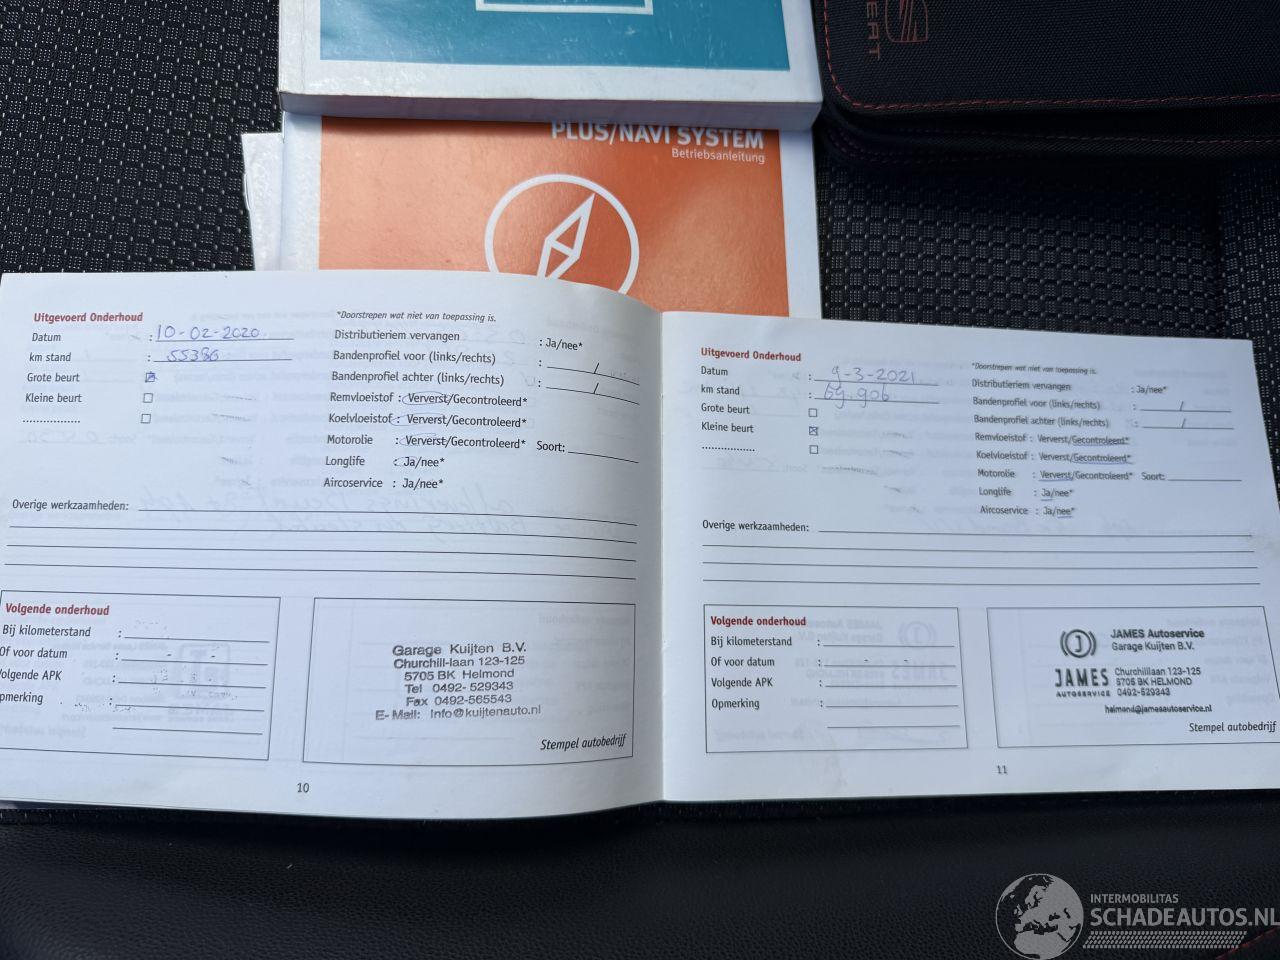 SEAT
PLUS/NAVI SYSTEM
Betriebsanleitung
Uitgevoerd Onderhoud
Datum : 10-02-2020
km stand : 55386
Grote beurt
Kleine beurt
..................
*Doorstrepen wat niet van toepassing is.
Distributieriem vervangen : Ja/nee*
Bandenprofiel voor (links/rechts) : /
Bandenprofiel achter (links/rechts) : /
Remvloeistof : Ververst/Gecontroleerd*
Koelvloeistof : Ververst/Gecontroleerd*
Motorolie : Ververst/Gecontroleerd* Soort:
Longlife : Ja/nee*
Aircoservice : Ja/nee*
Overige werkzaamheden:
Volgende onderhoud
Bij kilometerstand :
Of voor datum : - -
Volgende APK :
Opmerking :
Garage Kuijten B.V.
Churchill-laan 123-125
5705 BK Helmond
Tel 0492-529343
Fax 0492-565543
E-Mail: info@kuijtenauto.nl
Stempel autobedrijf
10
Uitgevoerd Onderhoud
Datum : 9-3-2021
km stand : 69.906
Grote beurt
Kleine beurt
..................
*Doorstrepen wat niet van toepassing is.
Distributieriem vervangen : Ja/nee*
Bandenprofiel voor (links/rechts) : /
Bandenprofiel achter (links/rechts) : /
Remvloeistof : Ververst/Gecontroleerd*
Koelvloeistof : Ververst/Gecontroleerd*
Motorolie : Ververst/Gecontroleerd* Soort:
Longlife : Ja/nee*
Aircoservice : Ja/nee*
Overige werkzaamheden:
Volgende onderhoud
Bij kilometerstand :
Of voor datum : - -
Volgende APK :
Opmerking :
JAMES Autoservice
Garage Kuijten B.V.
JAMES
AUTOSERVICE
Churchilllaan 123-125
5705 BK HELMOND
0492-529343
helmond@jamesautoservice.nl
Stempel autobedrijf
11
INTERMOBILITAS
SCHADEAUTOS.NL